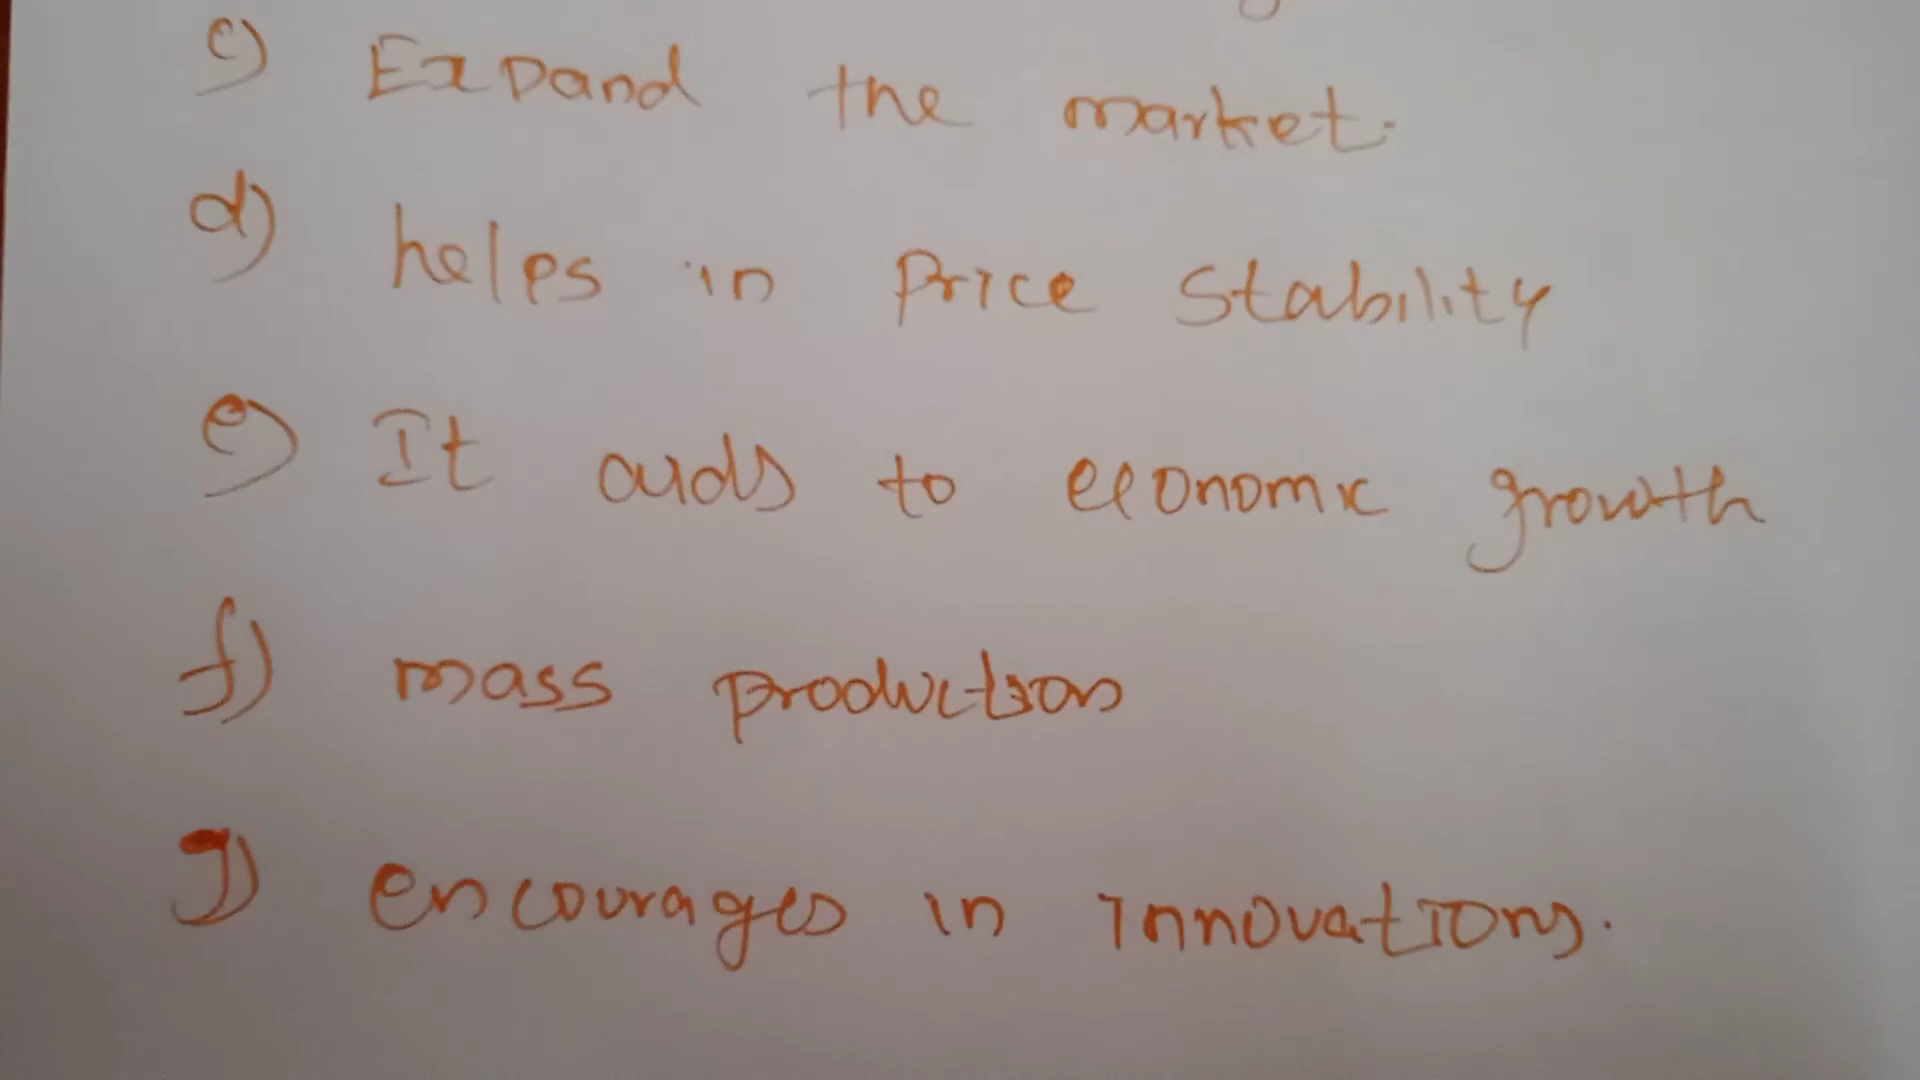 c) Expand the market.
d) helps in Price Stability
e) It aids to economic growth
f) mass production
g) encourages in innovations.